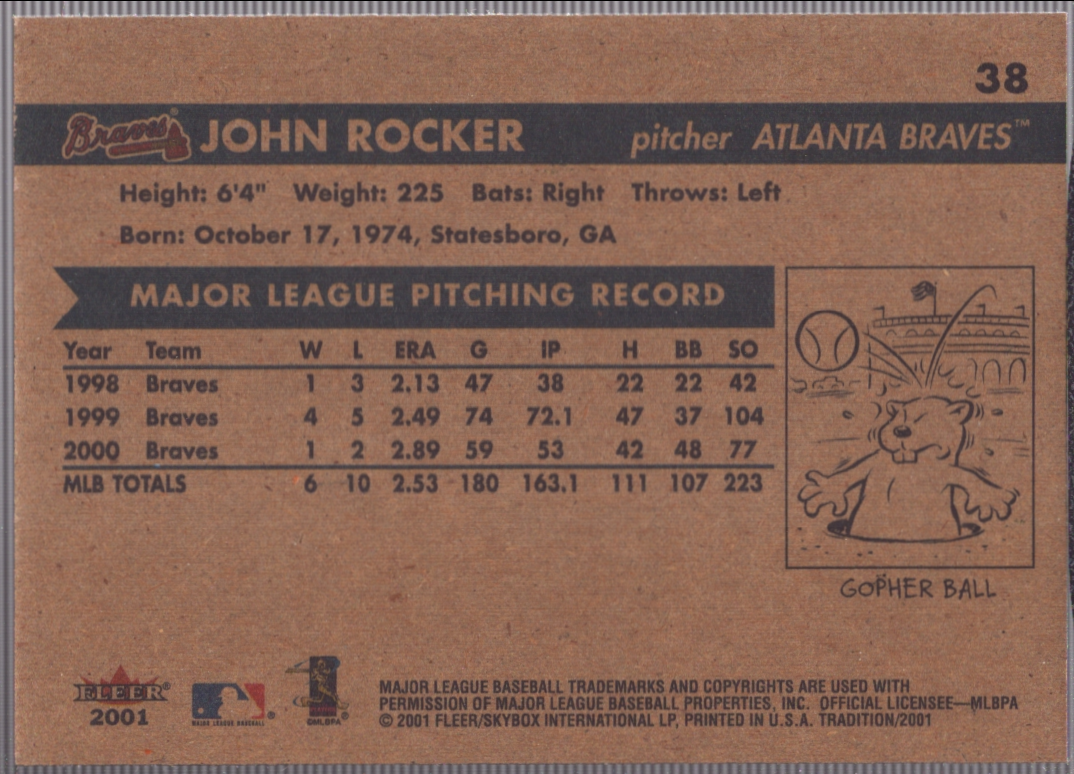 38
Braves JOHN ROCKER pitcher ATLANTA BRAVES™
Height: 6'4" Weight: 225 Bats: Right Throws: Left
Born: October 17, 1974, Statesboro, GA
MAJOR LEAGUE PITCHING RECORD
Year Team W L ERA G IP H BB SO
1998 Braves 1 3 2.13 47 38 22 22 42
1999 Braves 4 5 2.49 74 72.1 47 37 104
2000 Braves 1 2 2.89 59 53 42 48 77
MLB TOTALS 6 10 2.53 180 163.1 111 107 223
GOPHER BALL
FLEER®
2001
MAJOR LEAGUE BASEBALL®
©MLBPA
MAJOR LEAGUE BASEBALL TRADEMARKS AND COPYRIGHTS ARE USED WITH
PERMISSION OF MAJOR LEAGUE BASEBALL PROPERTIES, INC. OFFICIAL LICENSEE—MLBPA
© 2001 FLEER/SKYBOX INTERNATIONAL LP, PRINTED IN U.S.A. TRADITION/2001